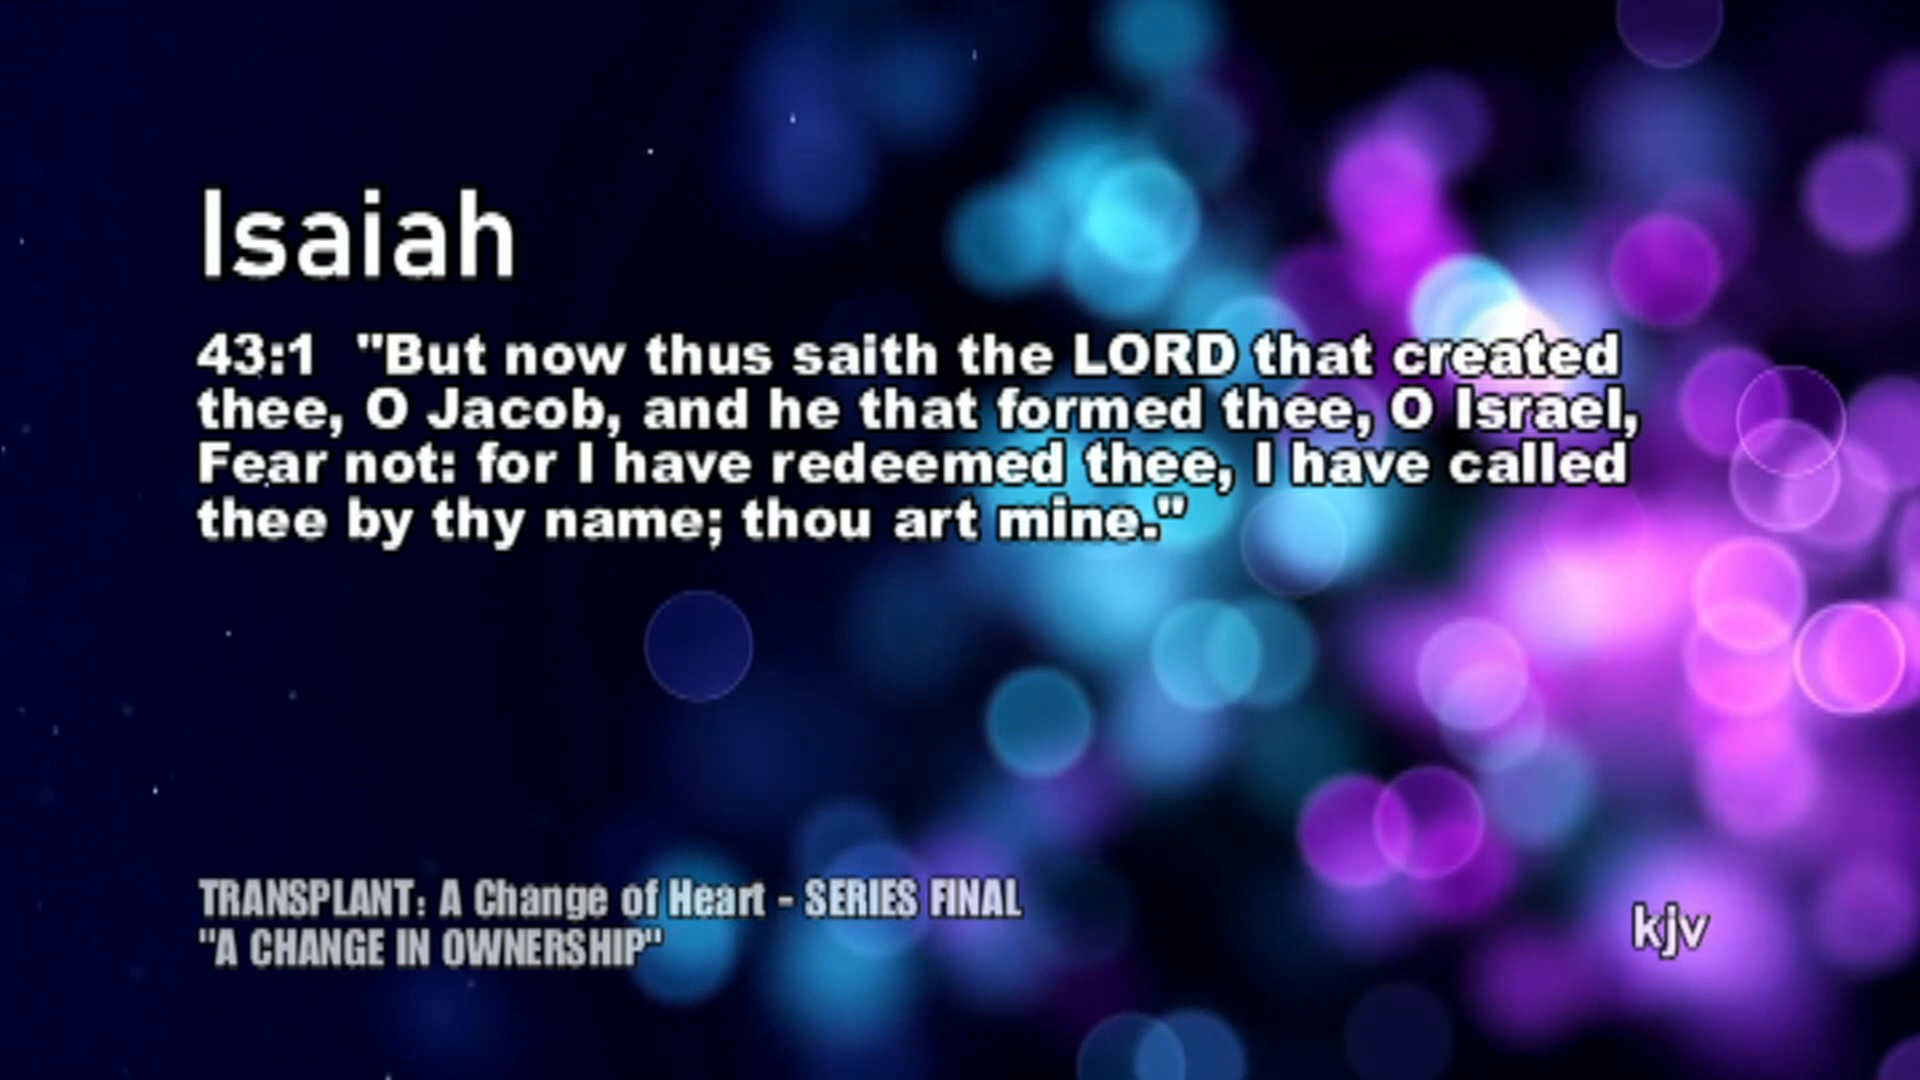 Isaiah
43:1 "But now thus saith the LORD that created
thee, O Jacob, and he that formed thee, O Israel,
Fear not: for I have redeemed thee, I have called
thee by thy name; thou art mine."
TRANSPLANT: A Change of Heart - SERIES FINAL
"A CHANGE IN OWNERSHIP"
kjv